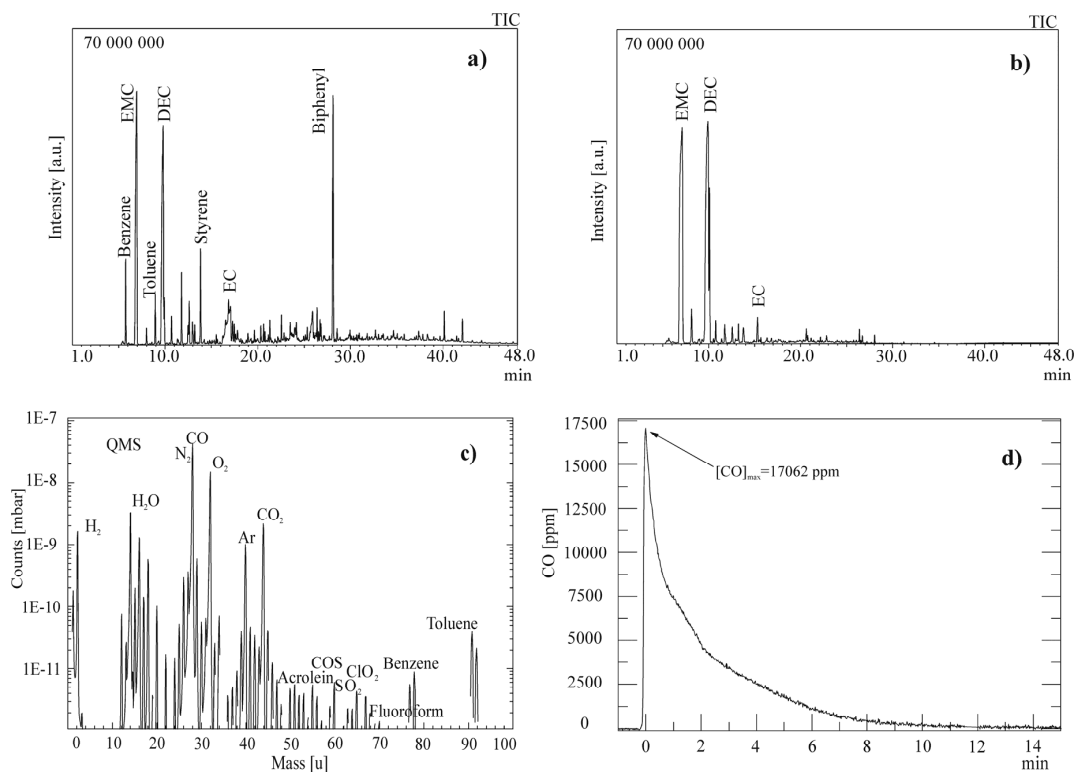 TIC
70 000 000
a)
Intensity [a.u.]
Benzene
EMC
Toluene
DEC
Styrene
EC
Biphenyl
1.0 10.0 20.0 30.0 40.0 48.0
min
TIC
70 000 000
b)
Intensity [a.u.]
EMC
DEC
EC
1.0 10.0 20.0 30.0 40.0 48.0
min
1E-7
1E-8
1E-9
1E-10
1E-11
Counts [mbar]
QMS
c)
H₂
H₂O
N₂
CO
O₂
Ar
CO₂
Acrolein
COS
SO₂
ClO₂
Fluoroform
Benzene
Toluene
0 10 20 30 40 50 60 70 80 90 100
Mass [u]
17500
15000
12500
10000
7500
5000
2500
0
CO [ppm]
d)
[CO]max=17062 ppm
0 2 4 6 8 10 12 14
min